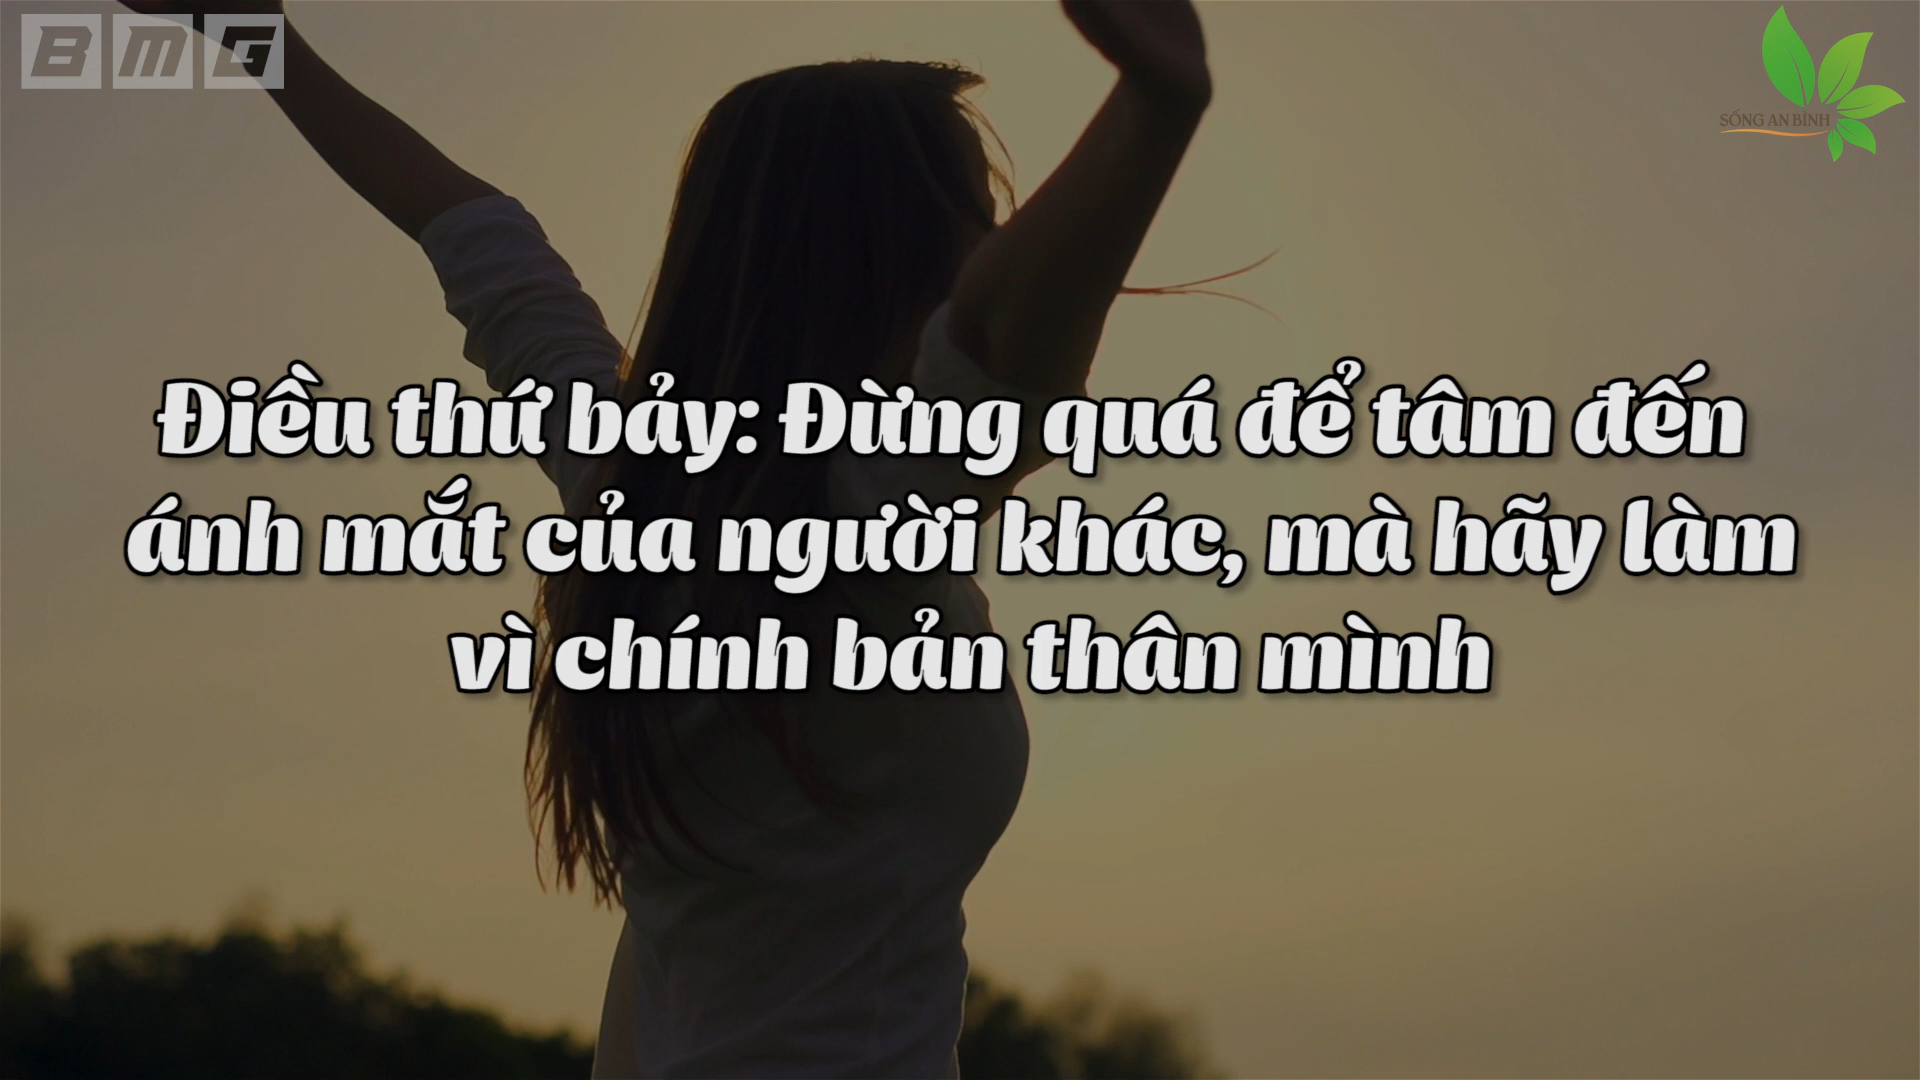 BMG
SỐNG AN BÌNH
Điều thứ bảy: Đừng quá để tâm đến
ánh mắt của người khác, mà hãy làm
vì chính bản thân mình